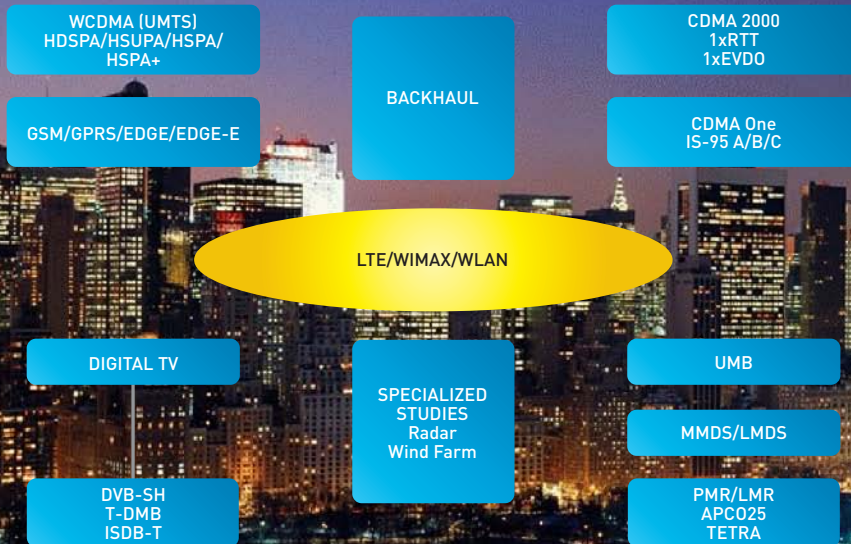 WCDMA (UMTS)
HDSPA/HSUPA/HSPA/
HSPA+
GSM/GPRS/EDGE/EDGE-E
BACKHAUL
CDMA 2000
1xRTT
1xEVDO
CDMA One
IS-95 A/B/C
LTE/WIMAX/WLAN
DIGITAL TV
DVB-SH
T-DMB
ISDB-T
SPECIALIZED
STUDIES
Radar
Wind Farm
UMB
MMDS/LMDS
PMR/LMR
APCO25
TETRA